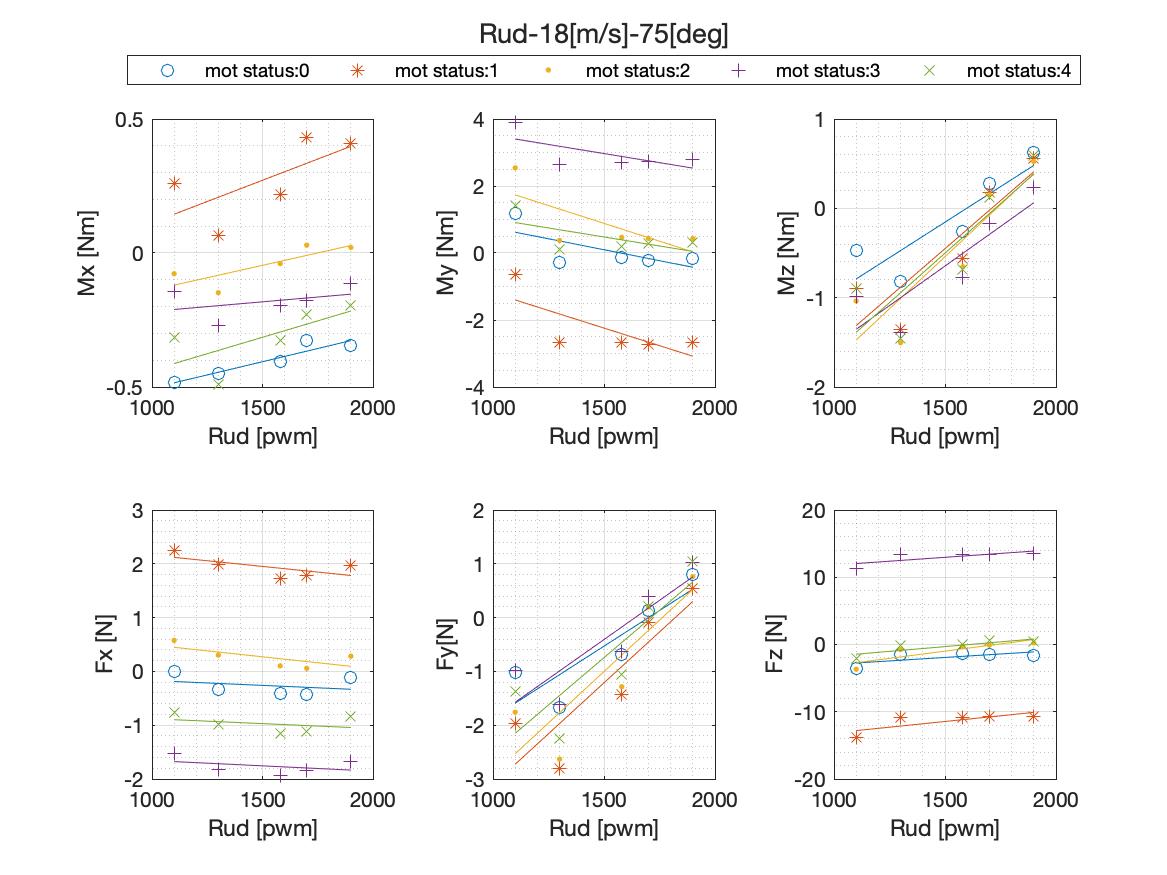 Rud-18[m/s]-75[deg]
mot status:0 mot status:1 mot status:2 mot status:3 mot status:4
0.5
0
-0.5
Mx [Nm]
1000 1500 2000
Rud [pwm]
4
2
0
-2
-4
My [Nm]
1000 1500 2000
Rud [pwm]
1
0
-1
-2
Mz [Nm]
1000 1500 2000
Rud [pwm]
3
2
1
0
-1
-2
Fx [N]
1000 1500 2000
Rud [pwm]
2
1
0
-1
-2
-3
Fy[N]
1000 1500 2000
Rud [pwm]
20
10
0
-10
-20
Fz [N]
1000 1500 2000
Rud [pwm]